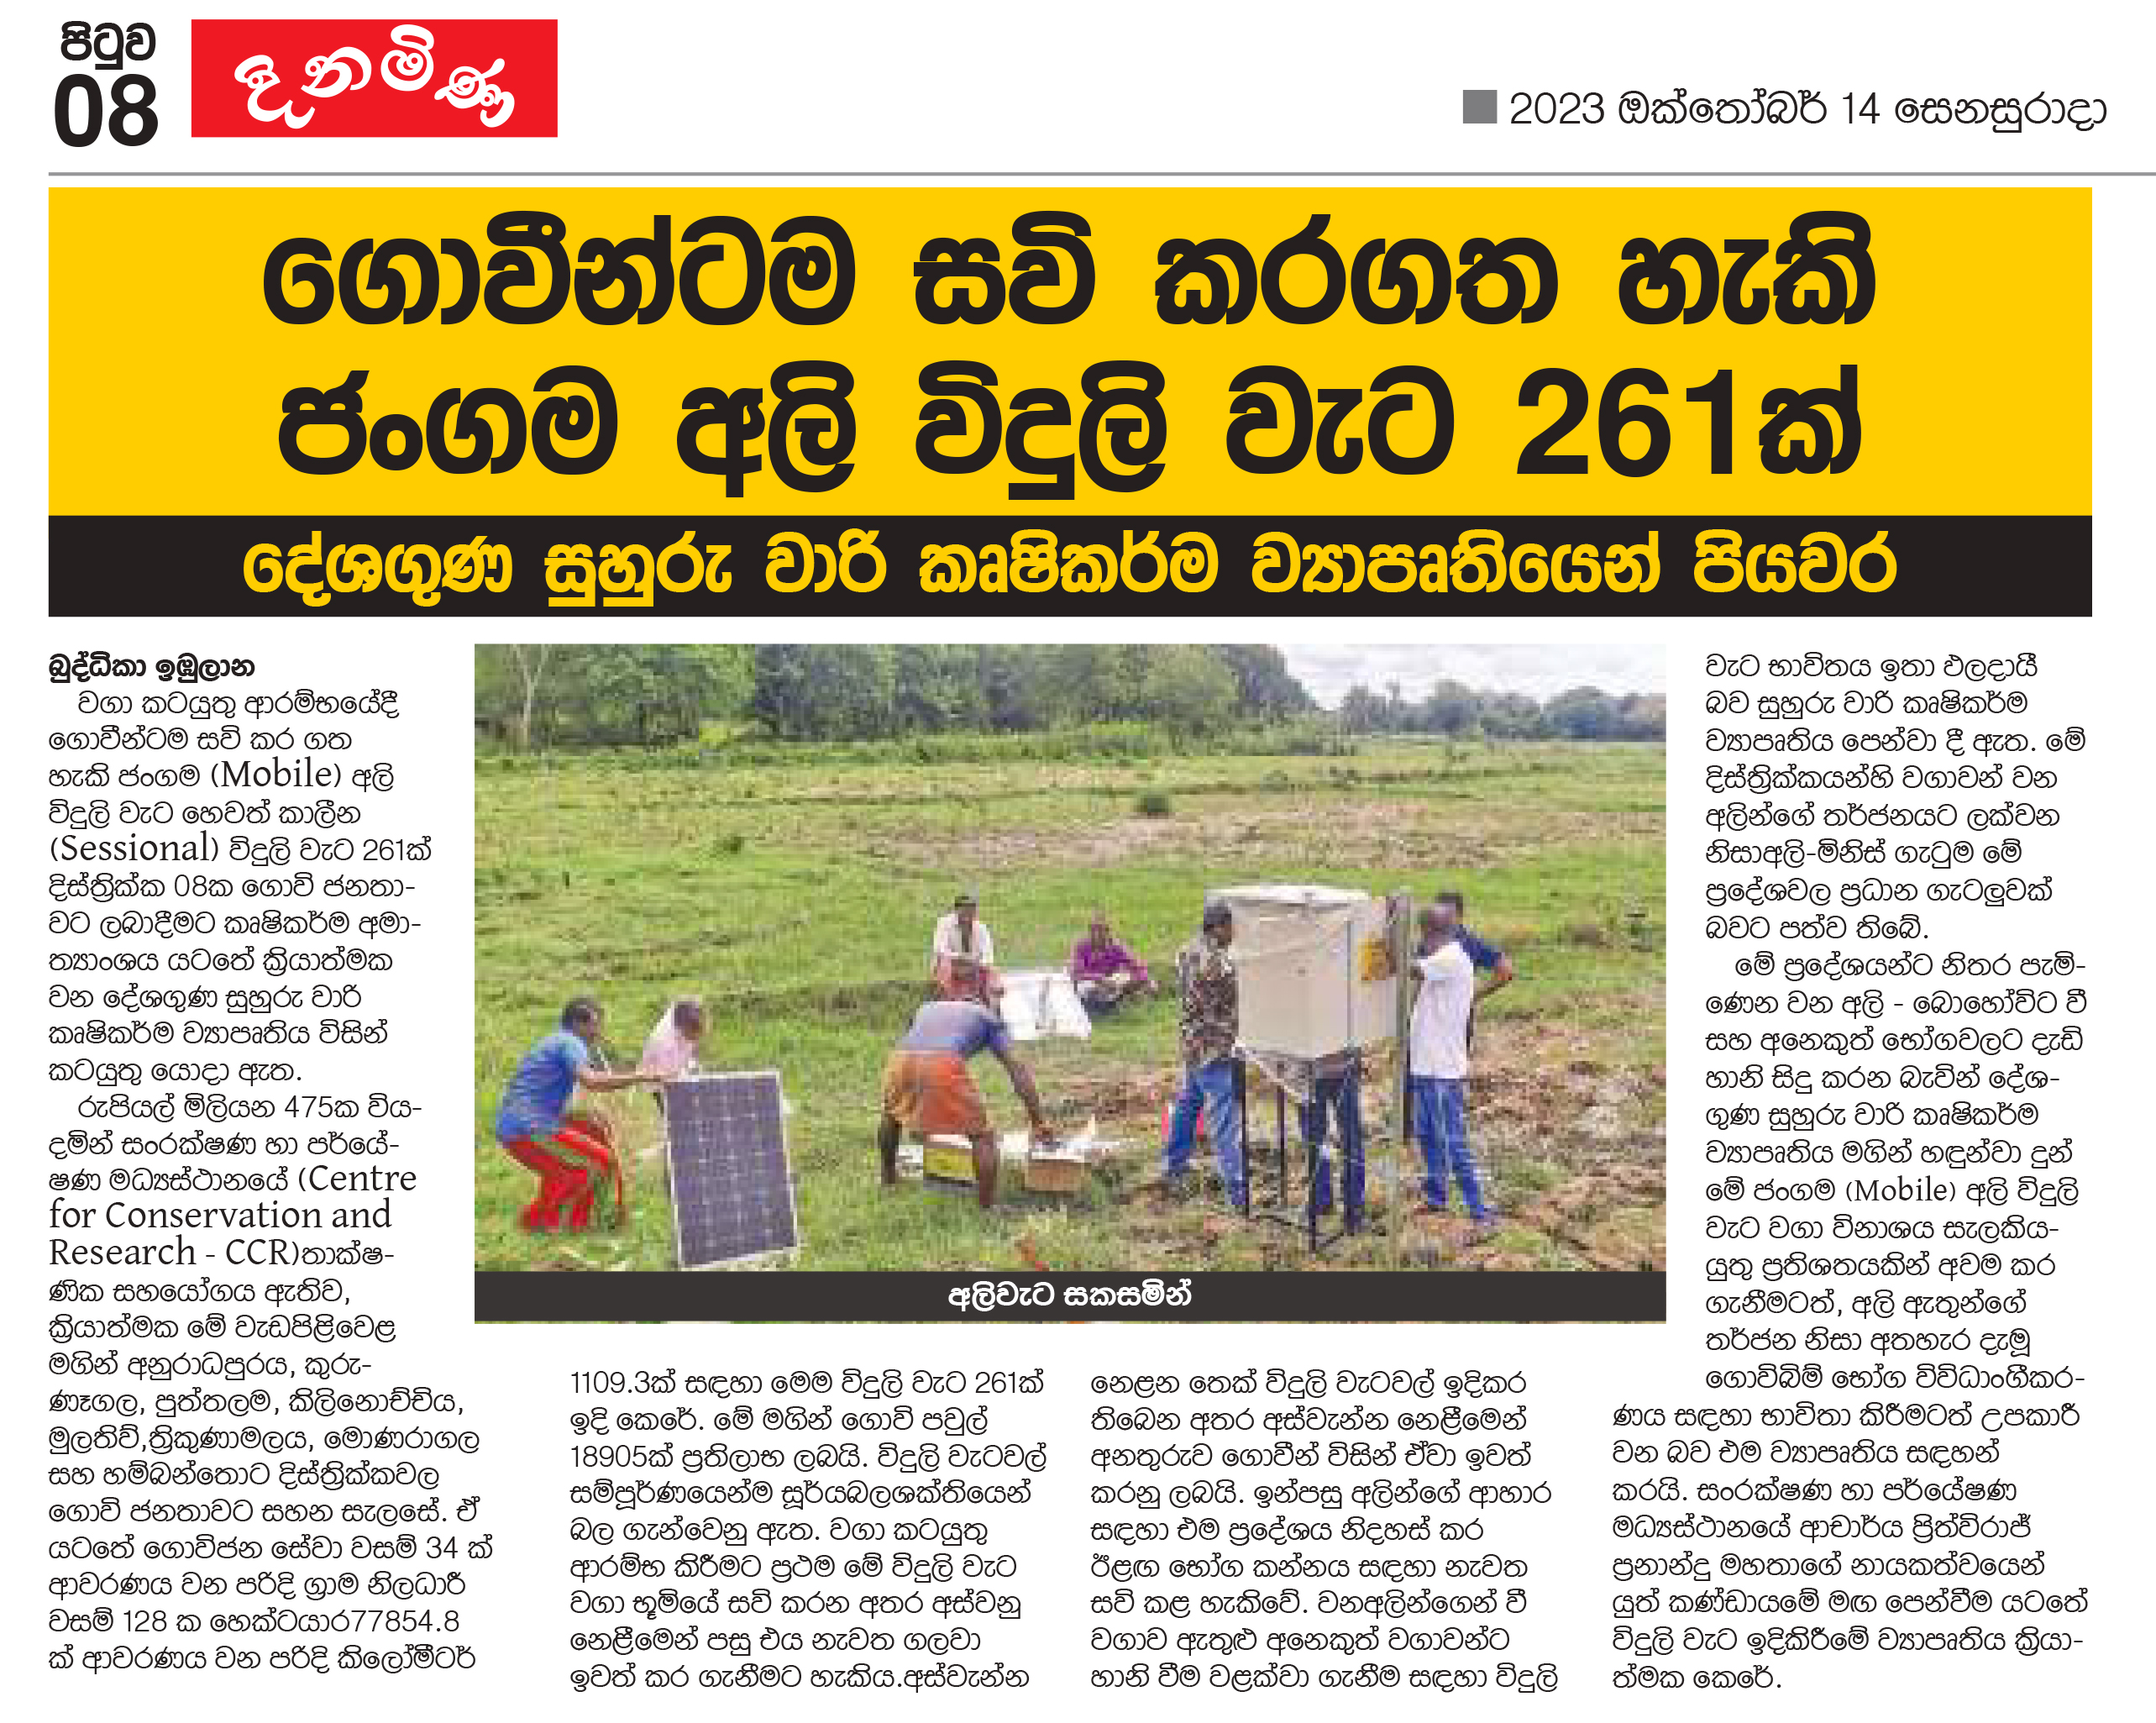 පිටුව
08
දිනමිණ
2023 ඔක්තෝබර් 14 සෙනසුරාදා
ගොවීන්ටම සවි කරගත හැකි
ජංගම අලි විදුලි වැට 261ක්
දේශගුණ සුහුරු වාරි කෘෂිකර්ම ව්‍යාපෘතියෙන් පියවර
බුද්ධිකා ඉඹුලාන
වගා කටයුතු ආරම්භයේදී
ගොවීන්ටම සවි කර ගත
හැකි ජංගම (Mobile) අලි
විදුලි වැට හෙවත් කාලීන
(Sessional) විදුලි වැට 261ක්
දිස්ත්‍රික්ක 08ක ගොවි ජනතා-
වට ලබාදීමට කෘෂිකර්ම අමා-
ත්‍යාංශය යටතේ ක්‍රියාත්මක
වන දේශගුණ සුහුරු වාරි
කෘෂිකර්ම ව්‍යාපෘතිය විසින්
කටයුතු යොදා ඇත.
රුපියල් මිලියන 475ක විය-
දමින් සංරක්ෂණ හා පර්යේ-
ෂණ මධ්‍යස්ථානයේ (Centre
for Conservation and
Research - CCR)තාක්ෂ-
ණික සහයෝගය ඇතිව,
ක්‍රියාත්මක මේ වැඩපිළිවෙළ
මගින් අනුරාධපුරය, කුරු-
ණෑගල, පුත්තලම, කිලිනොච්චිය,
මුලතිව්,ත්‍රිකුණාමලය, මොණරාගල
සහ හම්බන්තොට දිස්ත්‍රික්කවල
ගොවි ජනතාවට සහන සැලසේ. ඒ
යටතේ ගොවිජන සේවා වසම් 34 ක්
ආවරණය වන පරිදි ග්‍රාම නිලධාරී
වසම් 128 ක හෙක්ටයාර77854.8
ක් ආවරණය වන පරිදි කිලෝමීටර්
අලිවැට සකසමින්
1109.3ක් සඳහා මෙම විදුලි වැට 261ක්
ඉදි කෙරේ. මේ මගින් ගොවි පවුල්
18905ක් ප්‍රතිලාභ ලබයි. විදුලි වැටවල්
සම්පූර්ණයෙන්ම සූර්යබලශක්තියෙන්
බල ගැන්වෙනු ඇත. වගා කටයුතු
ආරම්භ කිරීමට ප්‍රථම මේ විදුලි වැට
වගා භූමියේ සවි කරන අතර අස්වනු
නෙළීමෙන් පසු එය නැවත ගලවා
ඉවත් කර ගැනීමට හැකිය.අස්වැන්න
නෙළන තෙක් විදුලි වැටවල් ඉදිකර
තිබෙන අතර අස්වැන්න නෙළීමෙන්
අනතුරුව ගොවීන් විසින් ඒවා ඉවත්
කරනු ලබයි. ඉන්පසු අලින්ගේ ආහාර
සඳහා එම ප්‍රදේශය නිදහස් කර
ඊළඟ භෝග කන්නය සඳහා නැවත
සවි කළ හැකිවේ. වනඅලින්ගෙන් වී
වගාව ඇතුළු අනෙකුත් වගාවන්ට
හානි වීම වළක්වා ගැනීම සඳහා විදුලි
වැට භාවිතය ඉතා ඵලදායී
බව සුහුරු වාරි කෘෂිකර්ම
ව්‍යාපෘතිය පෙන්වා දී ඇත. මේ
දිස්ත්‍රික්කයන්හි වගාවන් වන
අලින්ගේ තර්ජනයට ලක්වන
නිසාඅලි-මිනිස් ගැටුම මේ
ප්‍රදේශවල ප්‍රධාන ගැටලුවක්
බවට පත්ව තිබේ.
මේ ප්‍රදේශයන්ට නිතර පැමි-
ණෙන වන අලි - බොහෝවිට වී
සහ අනෙකුත් භෝගවලට දැඩි
හානි සිදු කරන බැවින් දේශ-
ගුණ සුහුරු වාරි කෘෂිකර්ම
ව්‍යාපෘතිය මගින් හඳුන්වා දුන්
මේ ජංගම (Mobile) අලි විදුලි
වැට වගා විනාශය සැලකිය-
යුතු ප්‍රතිශතයකින් අවම කර
ගැනීමටත්, අලි ඇතුන්ගේ
තර්ජන නිසා අතහැර දැමූ
ගොවිබිම් භෝග විවිධාංගීකර-
ණය සඳහා භාවිතා කිරීමටත් උපකාරී
වන බව එම ව්‍යාපෘතිය සඳහන්
කරයි. සංරක්ෂණ හා පර්යේෂණ
මධ්‍යස්ථානයේ ආචාර්ය ප්‍රිත්විරාජ්
ප්‍රනාන්දු මහතාගේ නායකත්වයෙන්
යුත් කණ්ඩායමේ මඟ පෙන්වීම යටතේ
විදුලි වැට ඉදිකිරීමේ ව්‍යාපෘතිය ක්‍රියා-
ත්මක කෙරේ.